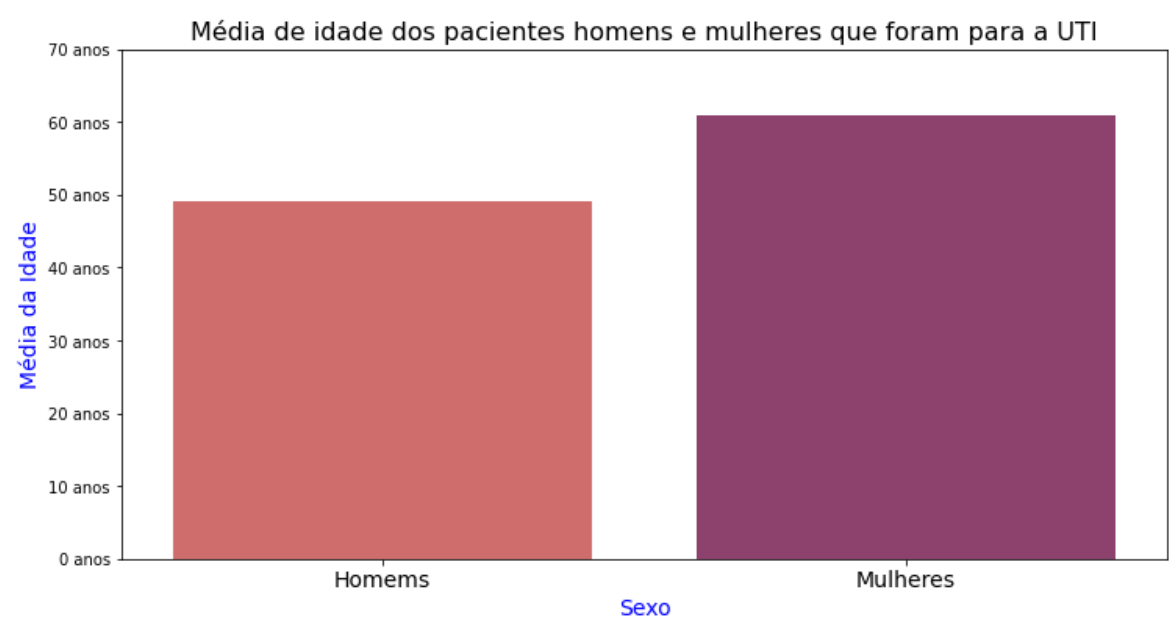 Média de idade dos pacientes homens e mulheres que foram para a UTI
70 anos
60 anos
50 anos
40 anos
30 anos
20 anos
10 anos
0 anos
Média da Idade
Homems
Mulheres
Sexo